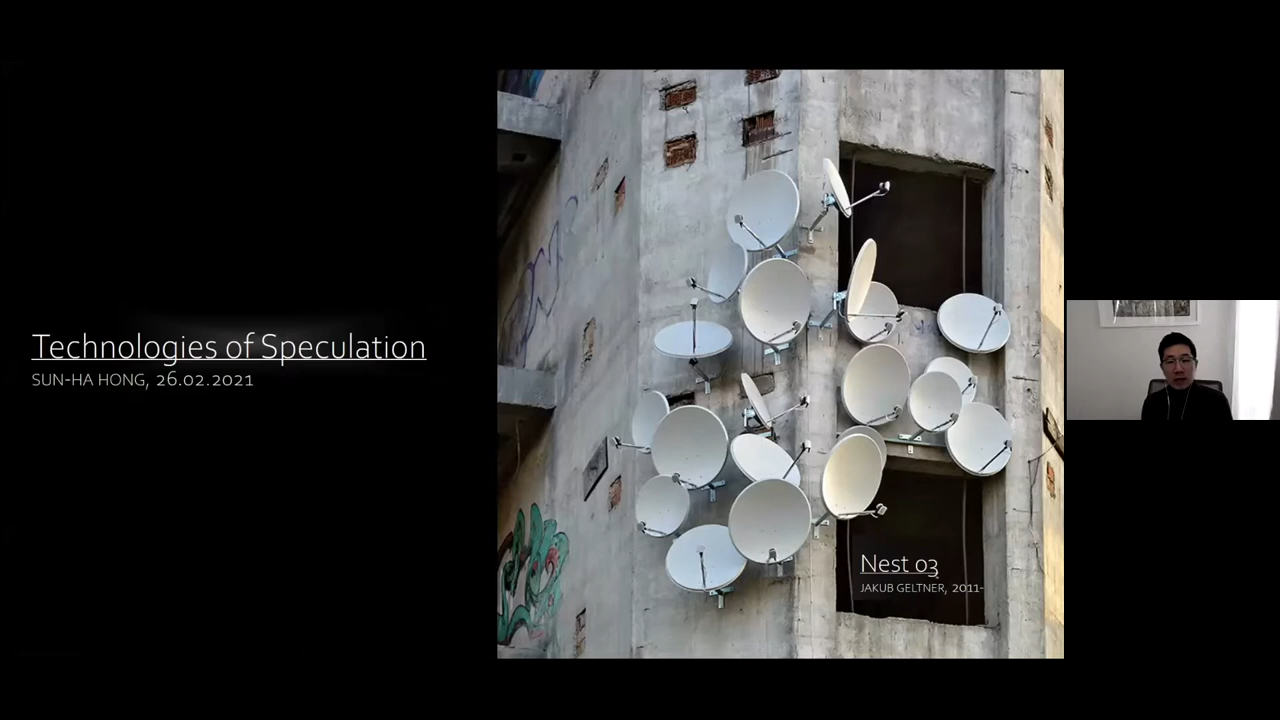 Technologies of Speculation
SUN-HA HONG, 26.02.2021
Nest 03
JAKUB GELTNER, 2011-